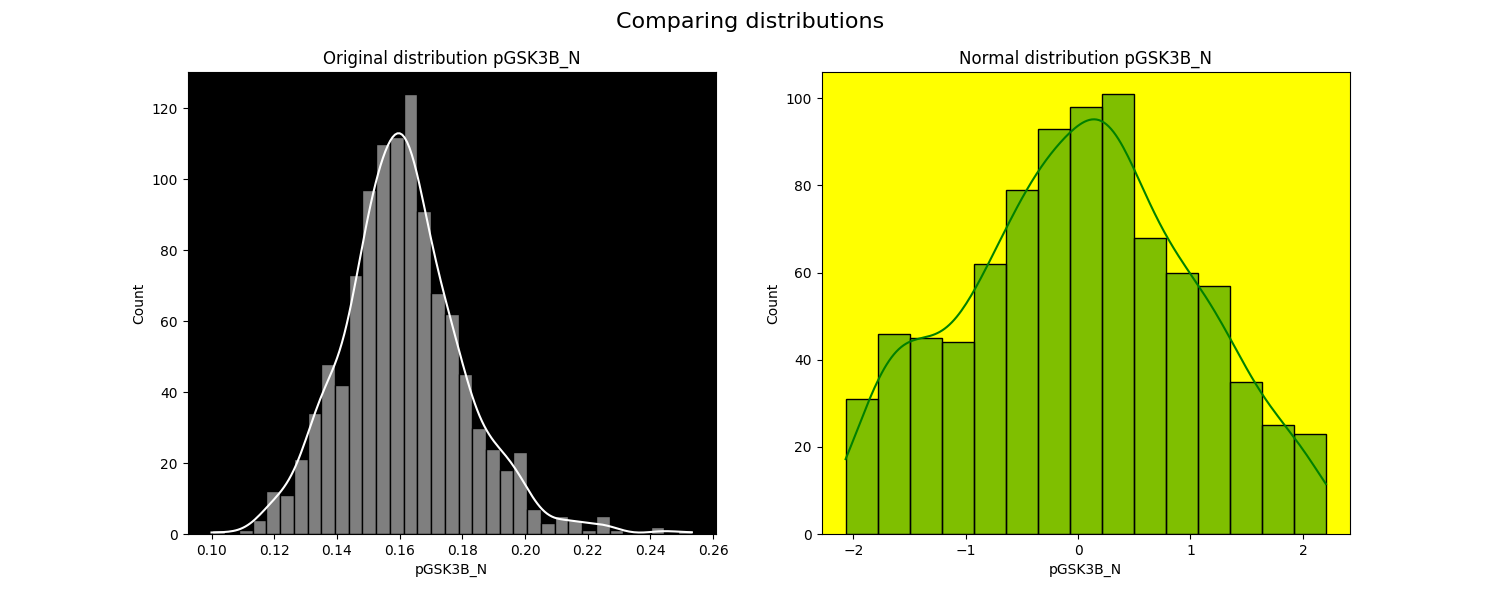 Comparing distributions
Original distribution pGSK3B_N
120
100
80
60
40
20
0
Count
0.10 0.12 0.14 0.16 0.18 0.20 0.22 0.24 0.26
pGSK3B_N
Normal distribution pGSK3B_N
100
80
60
40
20
0
Count
−2 −1 0 1 2
pGSK3B_N